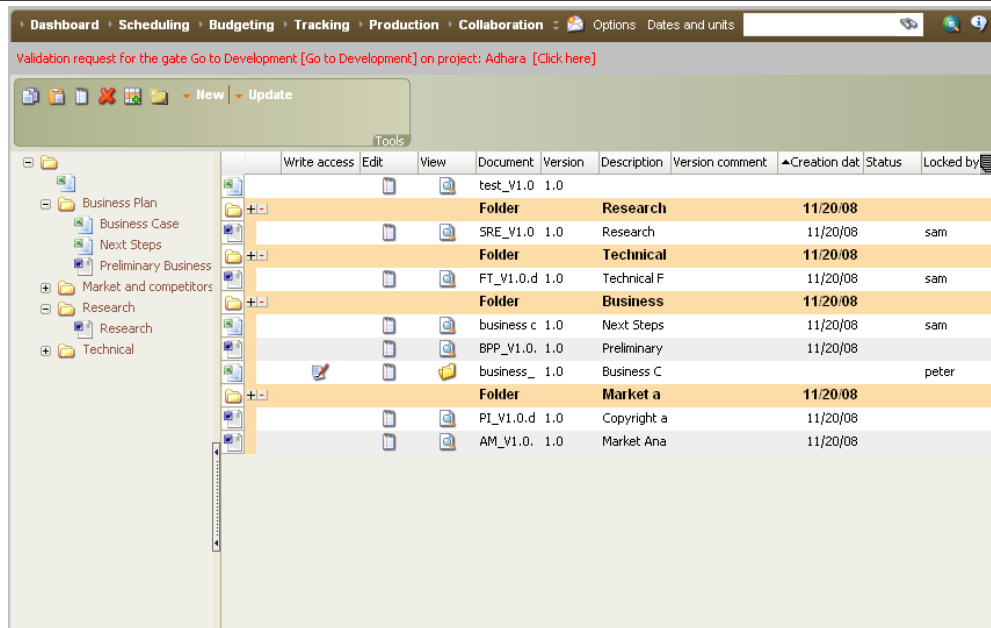 Dashboard Scheduling Budgeting Tracking Production Collaboration Options Dates and units
Validation request for the gate Go to Development [Go to Development] on project: Adhara [Click here]
New Update
Tools
Write access Edit View Document Version Description Version comment Creation dat Status Locked by
test_V1.0 1.0
Business Plan
Folder Research 11/20/08
Business Case
SRE_V1.0 1.0 Research 11/20/08 sam
Next Steps
Folder Technical 11/20/08
Preliminary Business
FT_V1.0.d 1.0 Technical F 11/20/08 sam
Market and competitors
Folder Business 11/20/08
Research
business c 1.0 Next Steps 11/20/08 sam
Research
BPP_V1.0. 1.0 Preliminary 11/20/08
Technical
business_ 1.0 Business C peter
Folder Market a 11/20/08
PI_V1.0.d 1.0 Copyright a 11/20/08
AM_V1.0. 1.0 Market Ana 11/20/08